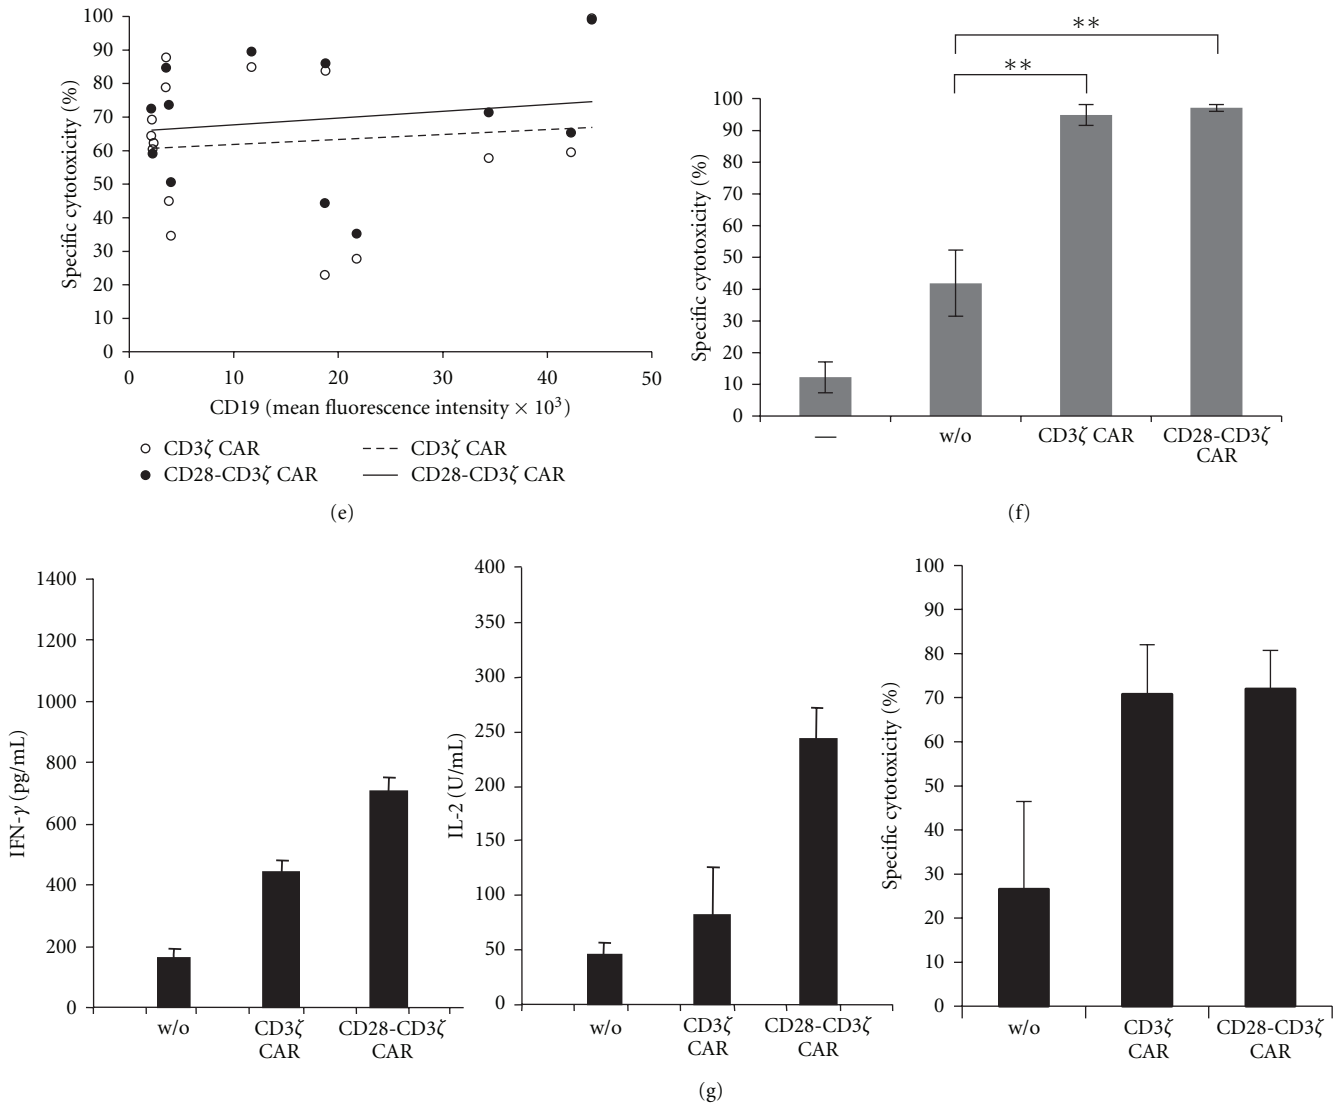 100
90
80
70
60
50
40
30
20
10
0
Specific cytotoxicity (%)
0 10 20 30 40 50
CD19 (mean fluorescence intensity × 10³)
CD3ζ CAR CD3ζ CAR
CD28-CD3ζ CAR CD28-CD3ζ CAR
(e)
**
**
100
90
80
70
60
50
40
30
20
10
0
Specific cytotoxicity (%)
— w/o CD3ζ CAR CD28-CD3ζ
CAR
(f)
1400
1200
1000
800
600
400
200
0
IFN-γ (pg/mL)
w/o CD3ζ CD28-CD3ζ
CAR CAR
400
350
300
250
200
150
100
50
0
IL-2 (U/mL)
w/o CD3ζ CD28-CD3ζ
CAR CAR
100
90
80
70
60
50
40
30
20
10
0
Specific cytotoxicity (%)
w/o CD3ζ CD28-CD3ζ
CAR CAR
(g)